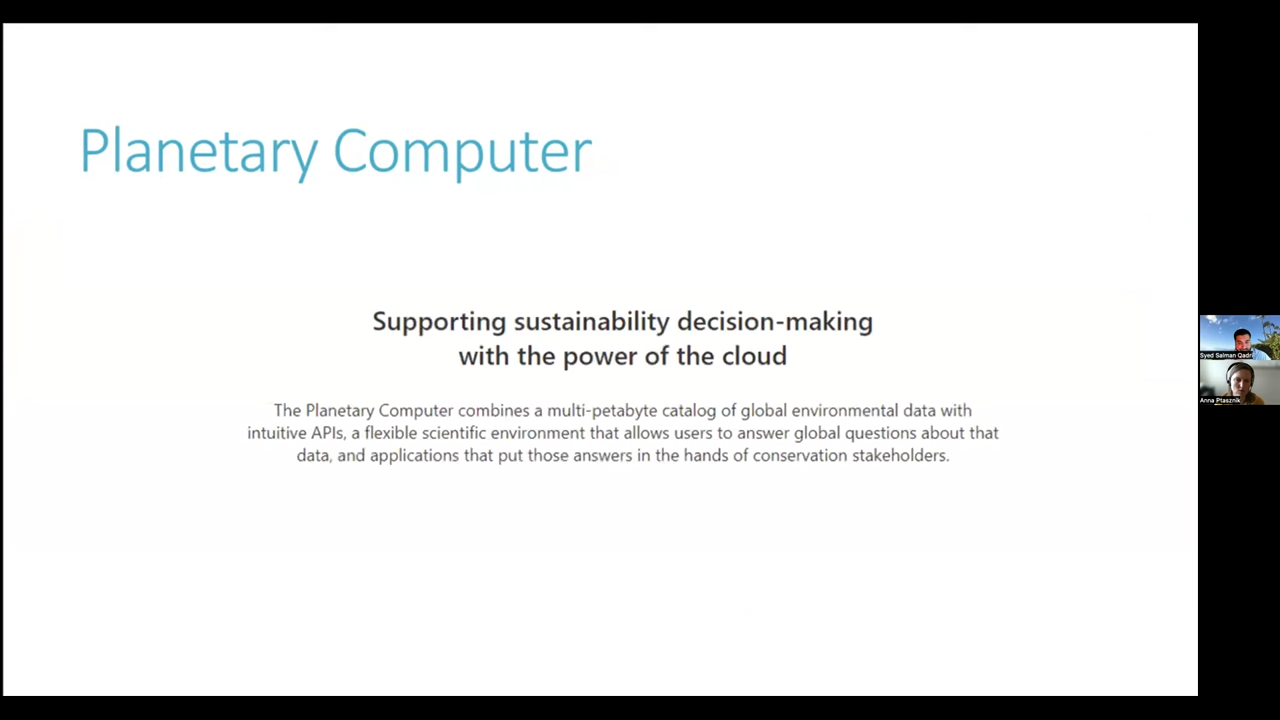 Planetary Computer
Supporting sustainability decision-making
with the power of the cloud
The Planetary Computer combines a multi-petabyte catalog of global environmental data with
intuitive APIs, a flexible scientific environment that allows users to answer global questions about that
data, and applications that put those answers in the hands of conservation stakeholders.
Syed Salman Qadri
Anna Ptasznik